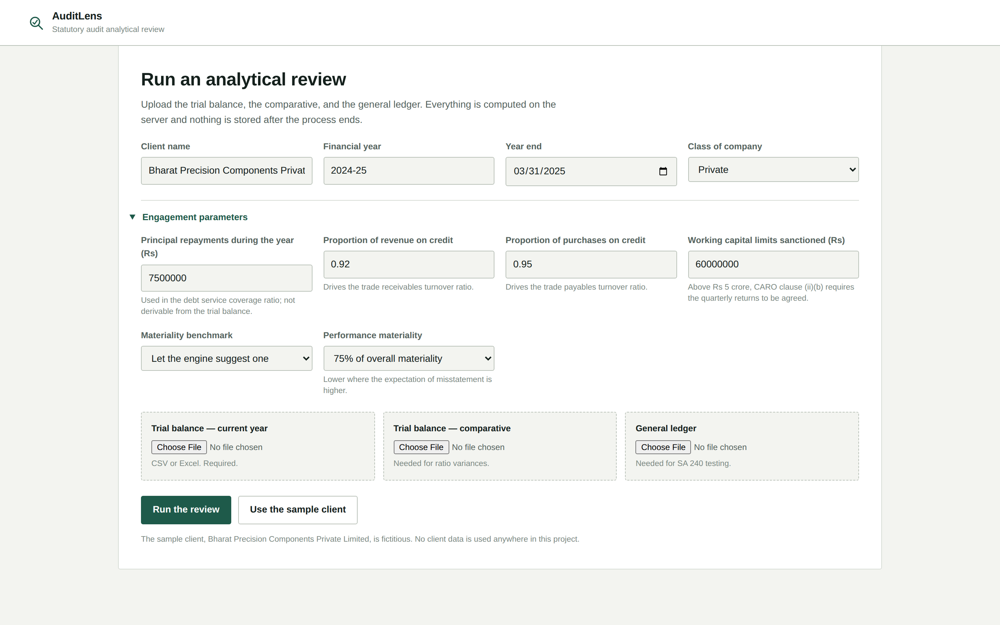 AuditLens
Statutory audit analytical review
Run an analytical review
Upload the trial balance, the comparative, and the general ledger. Everything is computed on the
server and nothing is stored after the process ends.
Client name
Financial year
Year end
Class of company
Bharat Precision Components Privat
2024-25
03/31/2025
Private
Engagement parameters
Principal repayments during the year
(Rs)
Proportion of revenue on credit
Proportion of purchases on credit
Working capital limits sanctioned (Rs)
7500000
0.92
0.95
60000000
Used in the debt service coverage ratio; not
derivable from the trial balance.
Drives the trade receivables turnover ratio.
Drives the trade payables turnover ratio.
Above Rs 5 crore, CARO clause (ii)(b) requires
the quarterly returns to be agreed.
Materiality benchmark
Performance materiality
Let the engine suggest one
75% of overall materiality
Lower where the expectation of misstatement is
higher.
Trial balance — current year
Choose File No file chosen
CSV or Excel. Required.
Trial balance — comparative
Choose File No file chosen
Needed for ratio variances.
General ledger
Choose File No file chosen
Needed for SA 240 testing.
Run the review
Use the sample client
The sample client, Bharat Precision Components Private Limited, is fictitious. No client data is used anywhere in this project.